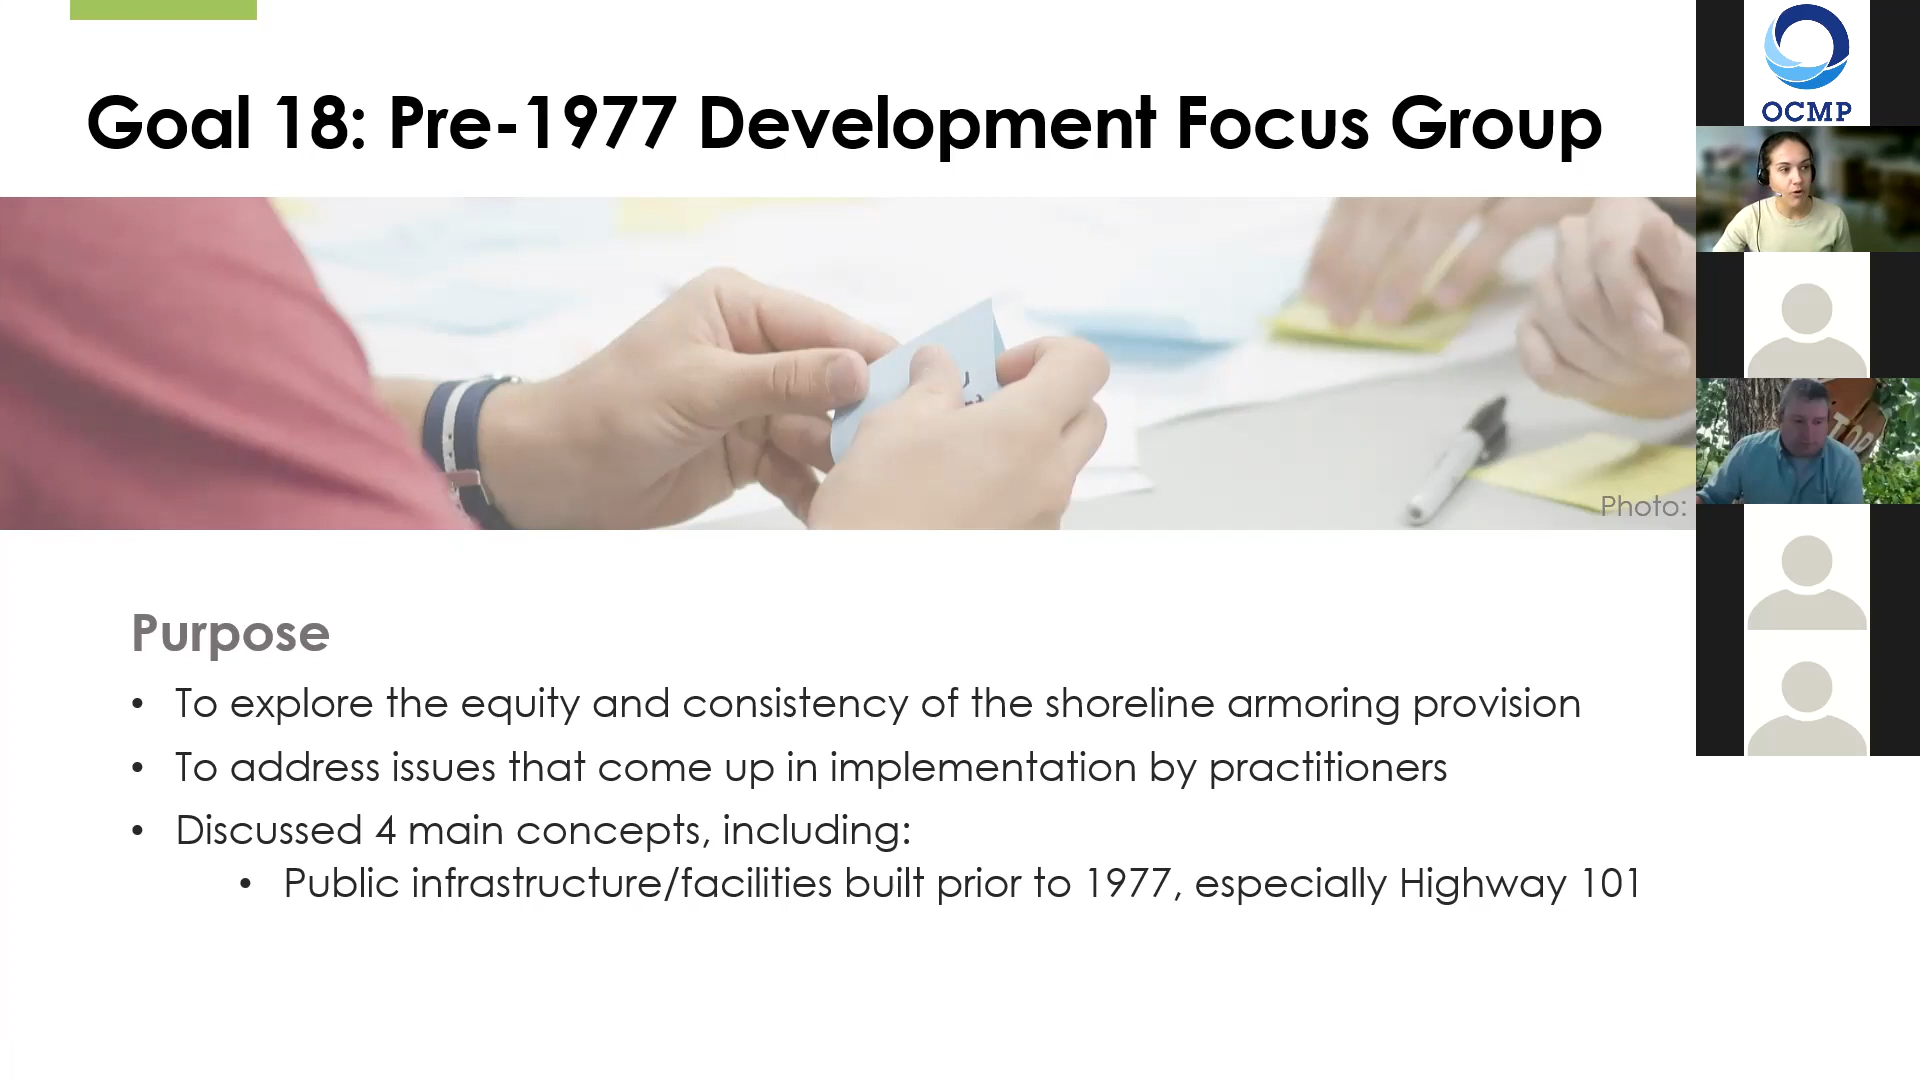 Goal 18: Pre-1977 Development Focus Group
OCMP
Photo:
Purpose
• To explore the equity and consistency of the shoreline armoring provision
• To address issues that come up in implementation by practitioners
• Discussed 4 main concepts, including:
• Public infrastructure/facilities built prior to 1977, especially Highway 101